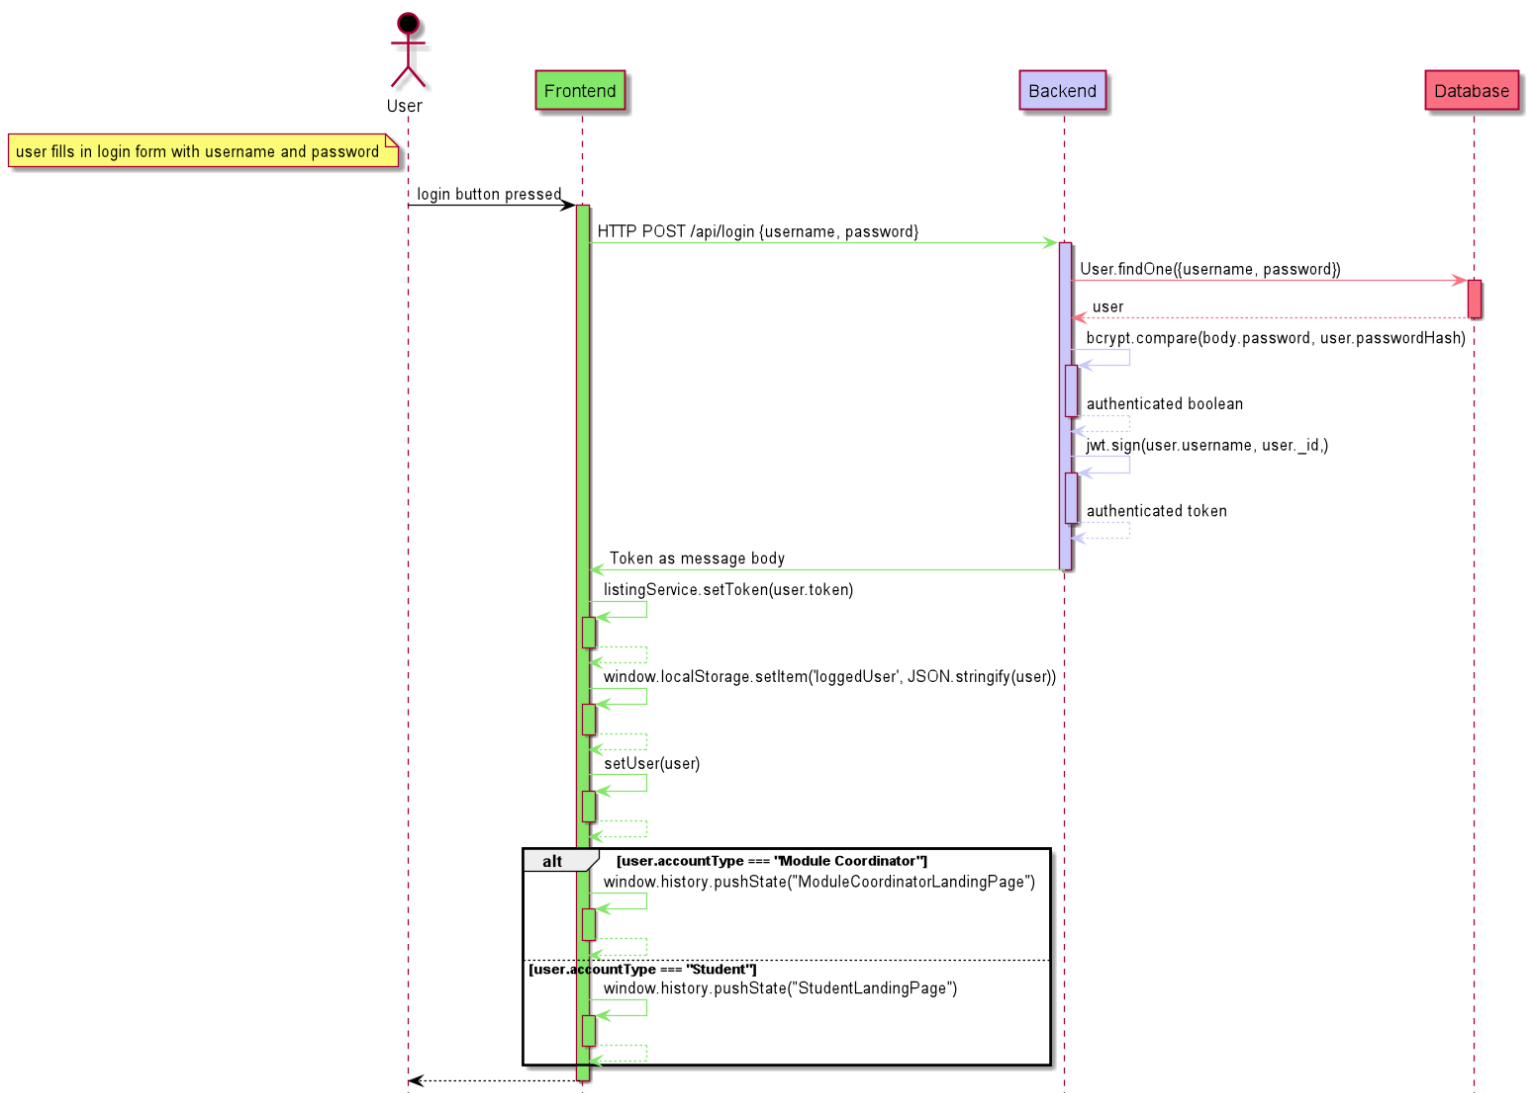 User
Frontend
Backend
Database
user fills in login form with username and password
login button pressed
HTTP POST /api/login {username, password}
User.findOne({username, password})
user
bcrypt.compare(body.password, user.passwordHash)
authenticated boolean
jwt.sign(user.username, user._id,)
authenticated token
Token as message body
listingService.setToken(user.token)
window.localStorage.setItem('loggedUser', JSON.stringify(user))
setUser(user)
alt [user.accountType === "Module Coordinator"]
window.history.pushState("ModuleCoordinatorLandingPage")
[user.accountType === "Student"]
window.history.pushState("StudentLandingPage")